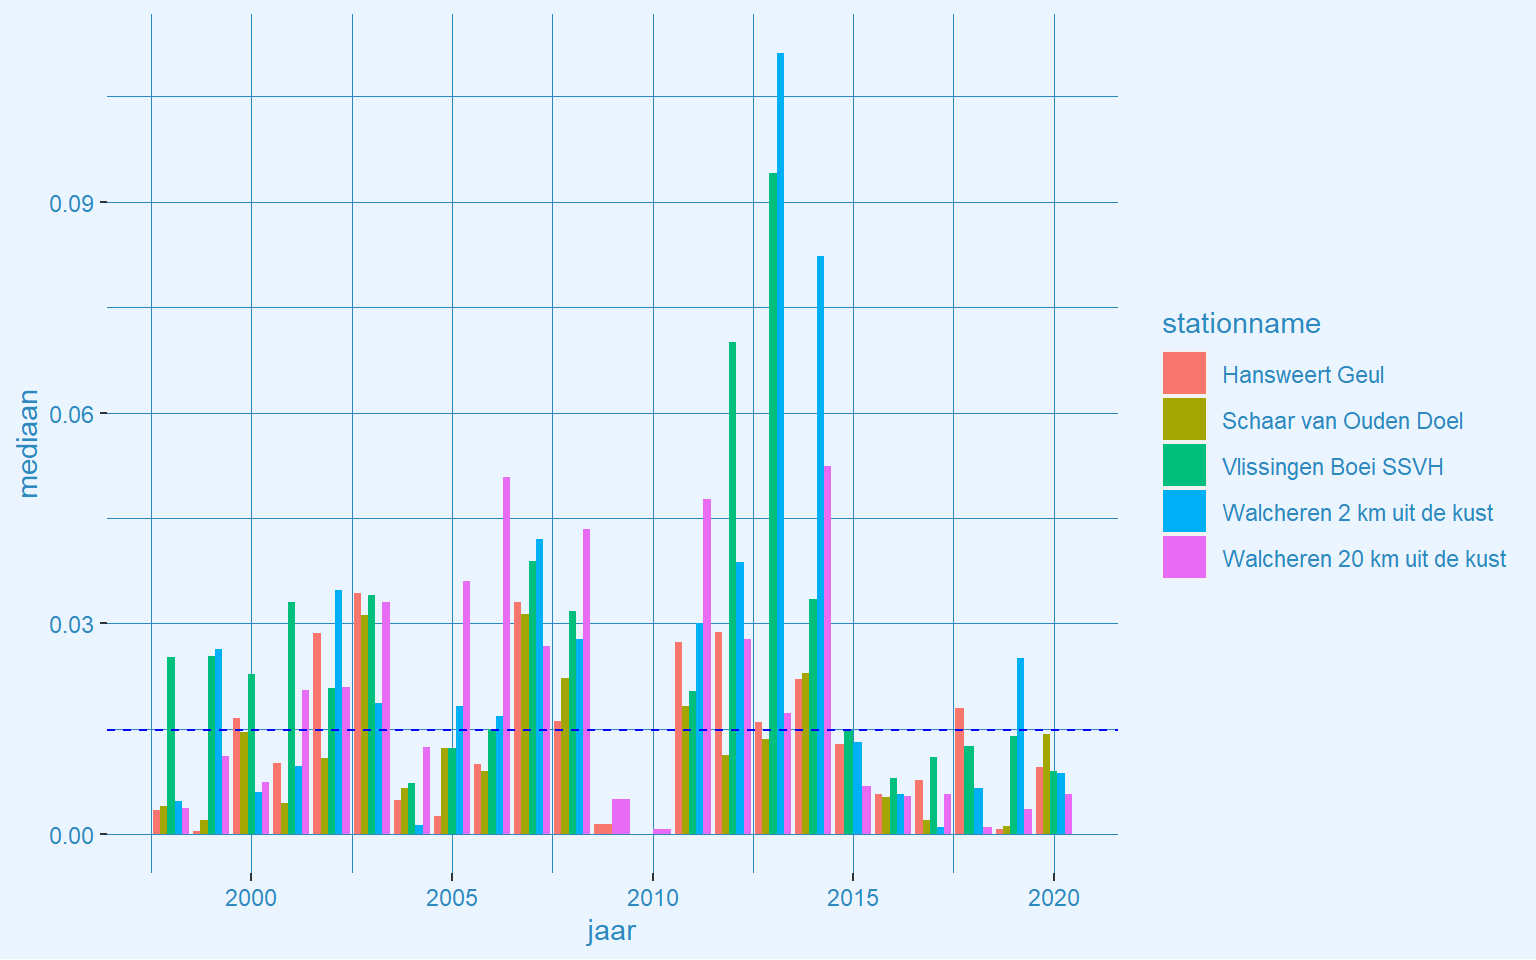 0.09
0.06
0.03
0.00
mediaan
2000
2005
2010
2015
2020
jaar
stationname
Hansweert Geul
Schaar van Ouden Doel
Vlissingen Boei SSVH
Walcheren 2 km uit de kust
Walcheren 20 km uit de kust